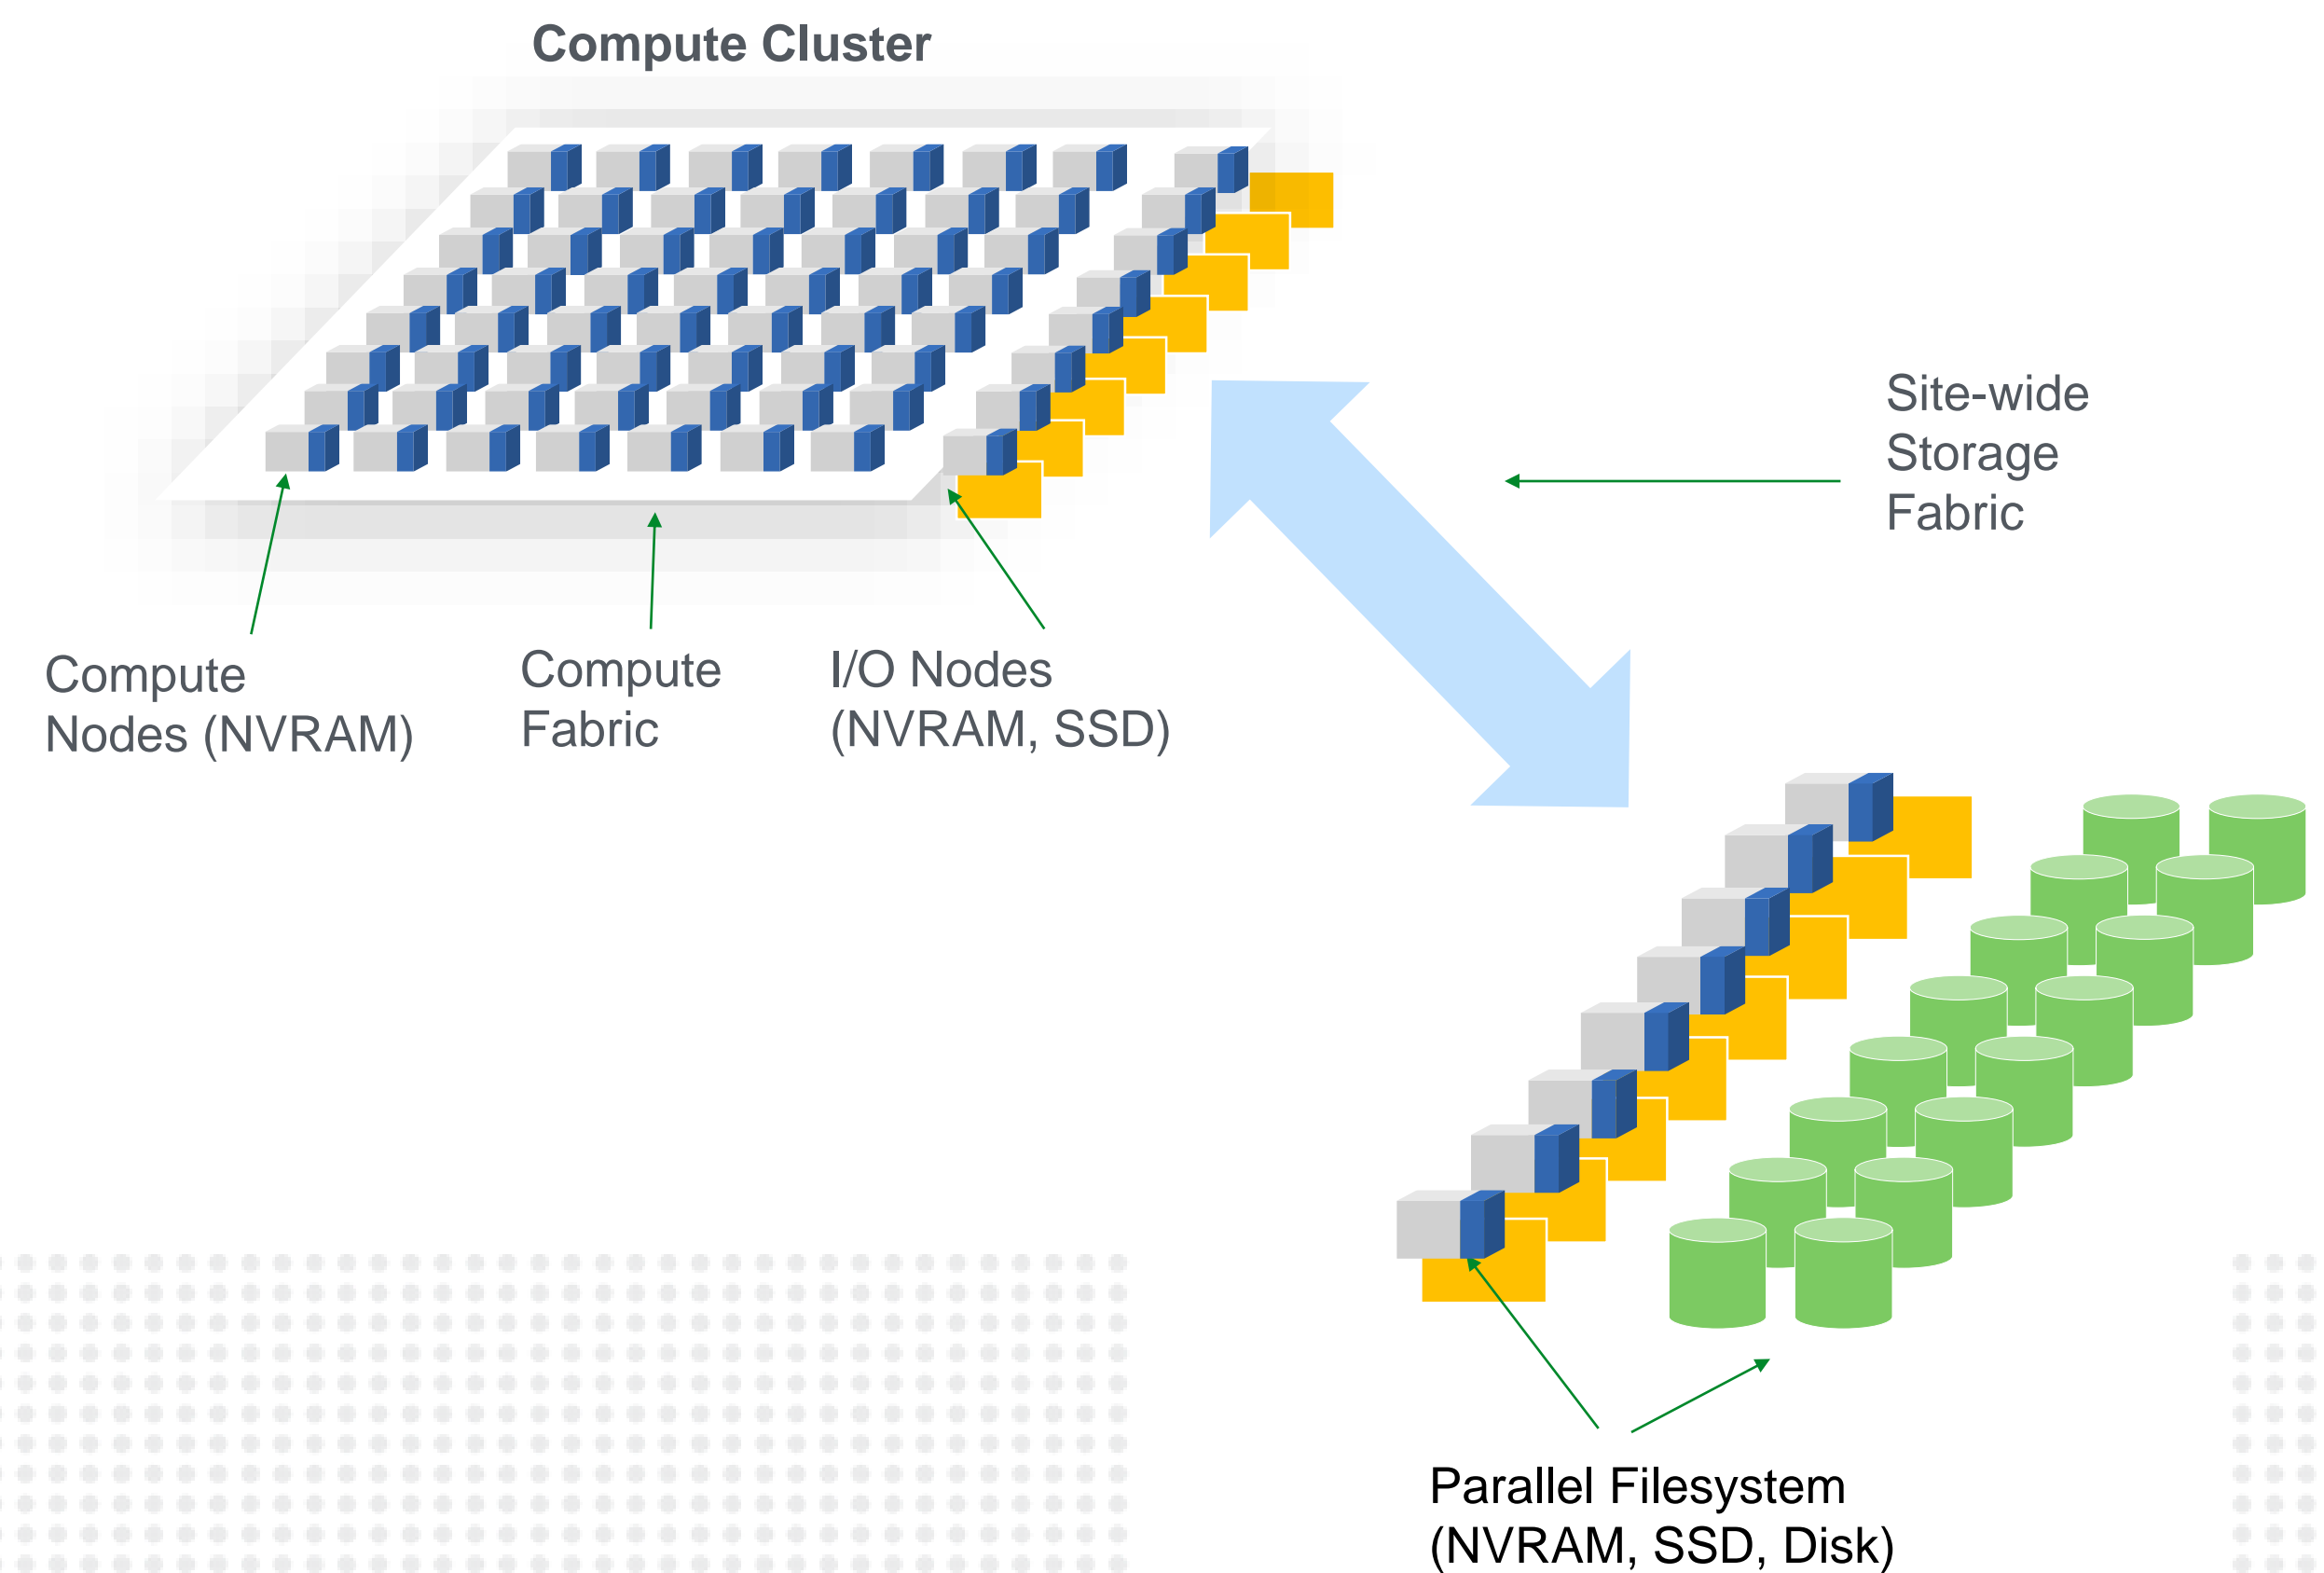 Compute Cluster
Site-wide
Storage
Fabric
Compute
Nodes (NVRAM)
Compute
Fabric
I/O Nodes
(NVRAM, SSD)
Parallel Filesystem
(NVRAM, SSD, Disk)